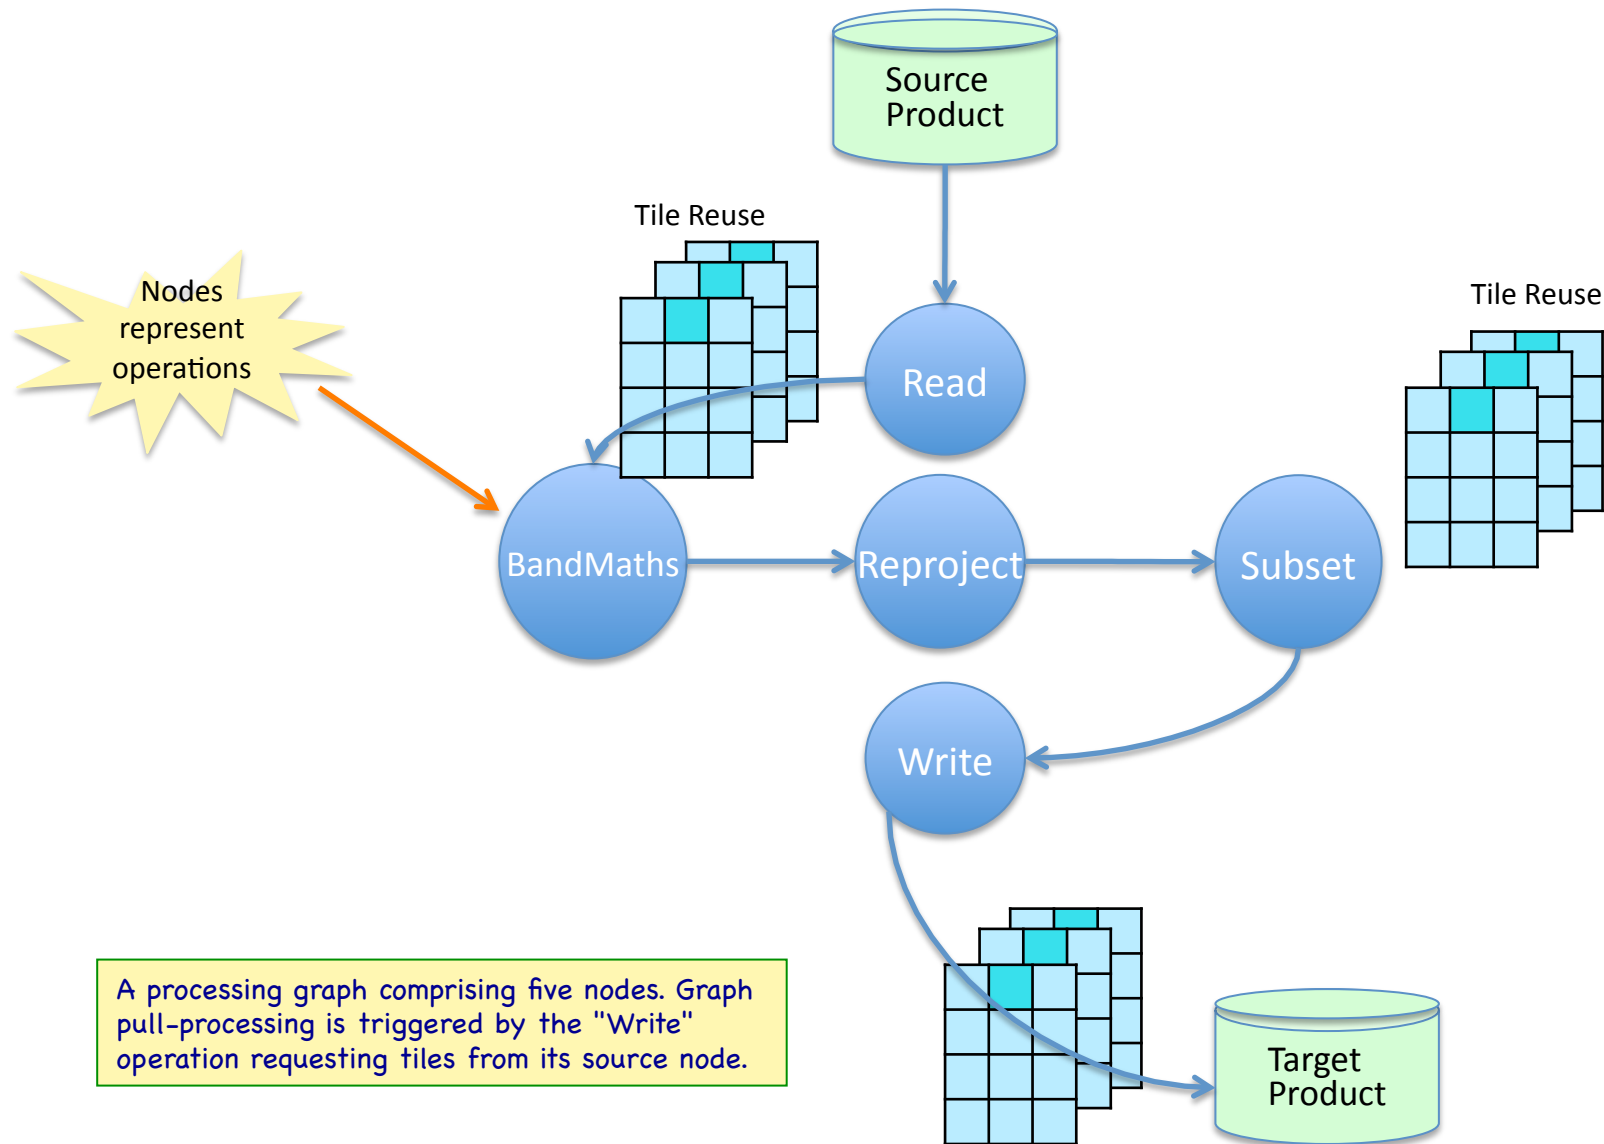 Source
Product
Tile Reuse
Nodes
represent
operations
Tile Reuse
Read
BandMaths
Reproject
Subset
Write
A processing graph comprising five nodes. Graph
pull-processing is triggered by the "Write"
operation requesting tiles from its source node.
Target
Product